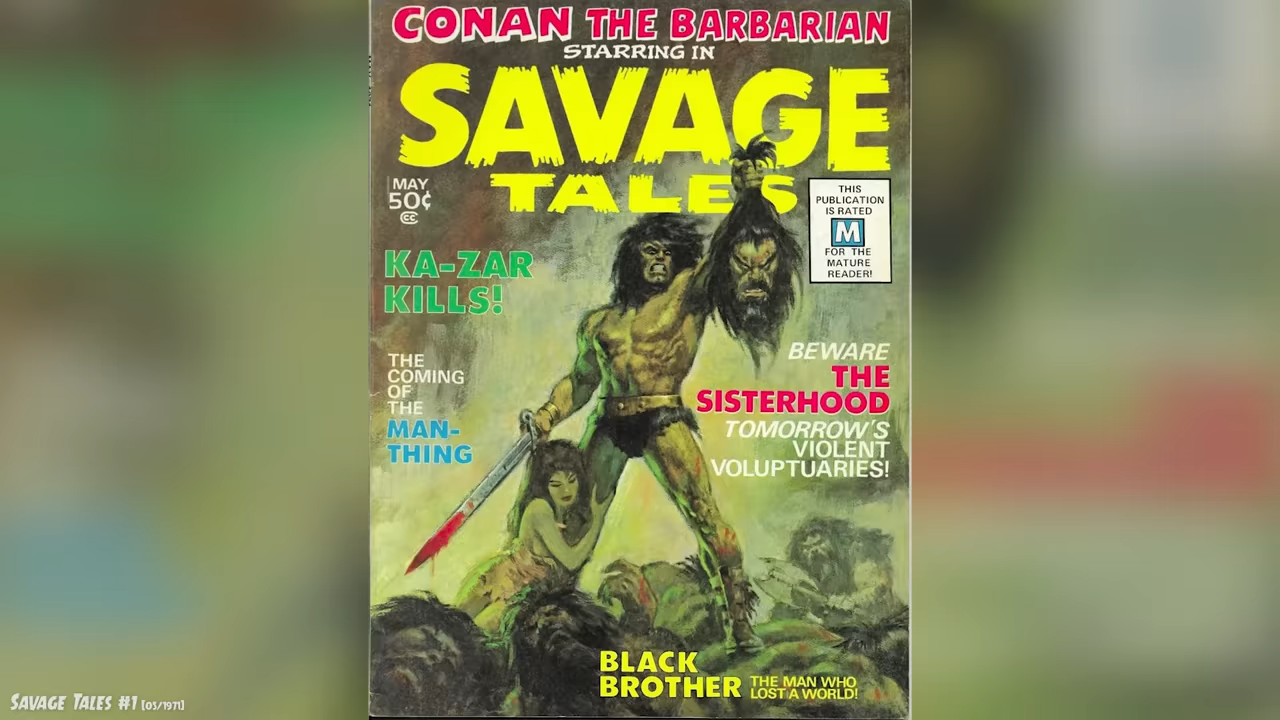 CONAN THE BARBARIAN
STARRING IN
SAVAGE
TALES
MAY
50¢
CC
THIS
PUBLICATION
IS RATED
M
FOR THE
MATURE
READER!
KA-ZAR
KILLS!
THE
COMING
OF
THE
MAN-
THING
BEWARE
THE
SISTERHOOD
TOMORROW'S
VIOLENT
VOLUPTUARIES!
BLACK
BROTHER
THE MAN WHO
LOST A WORLD!
SAVAGE TALES #1 [05/1971]